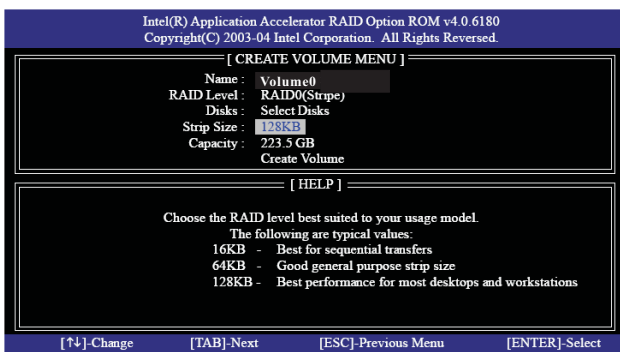 Intel(R) Application Accelerator RAID Option ROM v4.0.6180
Copyright(C) 2003-04 Intel Corporation. All Rights Reversed.
[ CREATE VOLUME MENU ]
Name : Volume0
RAID Level : RAID0(Stripe)
Disks : Select Disks
Strip Size : 128KB
Capacity : 223.5 GB
Create Volume
[ HELP ]
Choose the RAID level best suited to your usage model.
The following are typical values:
16KB - Best for sequential transfers
64KB - Good general purpose strip size
128KB - Best performance for most desktops and workstations
[↑↓]-Change [TAB]-Next [ESC]-Previous Menu [ENTER]-Select